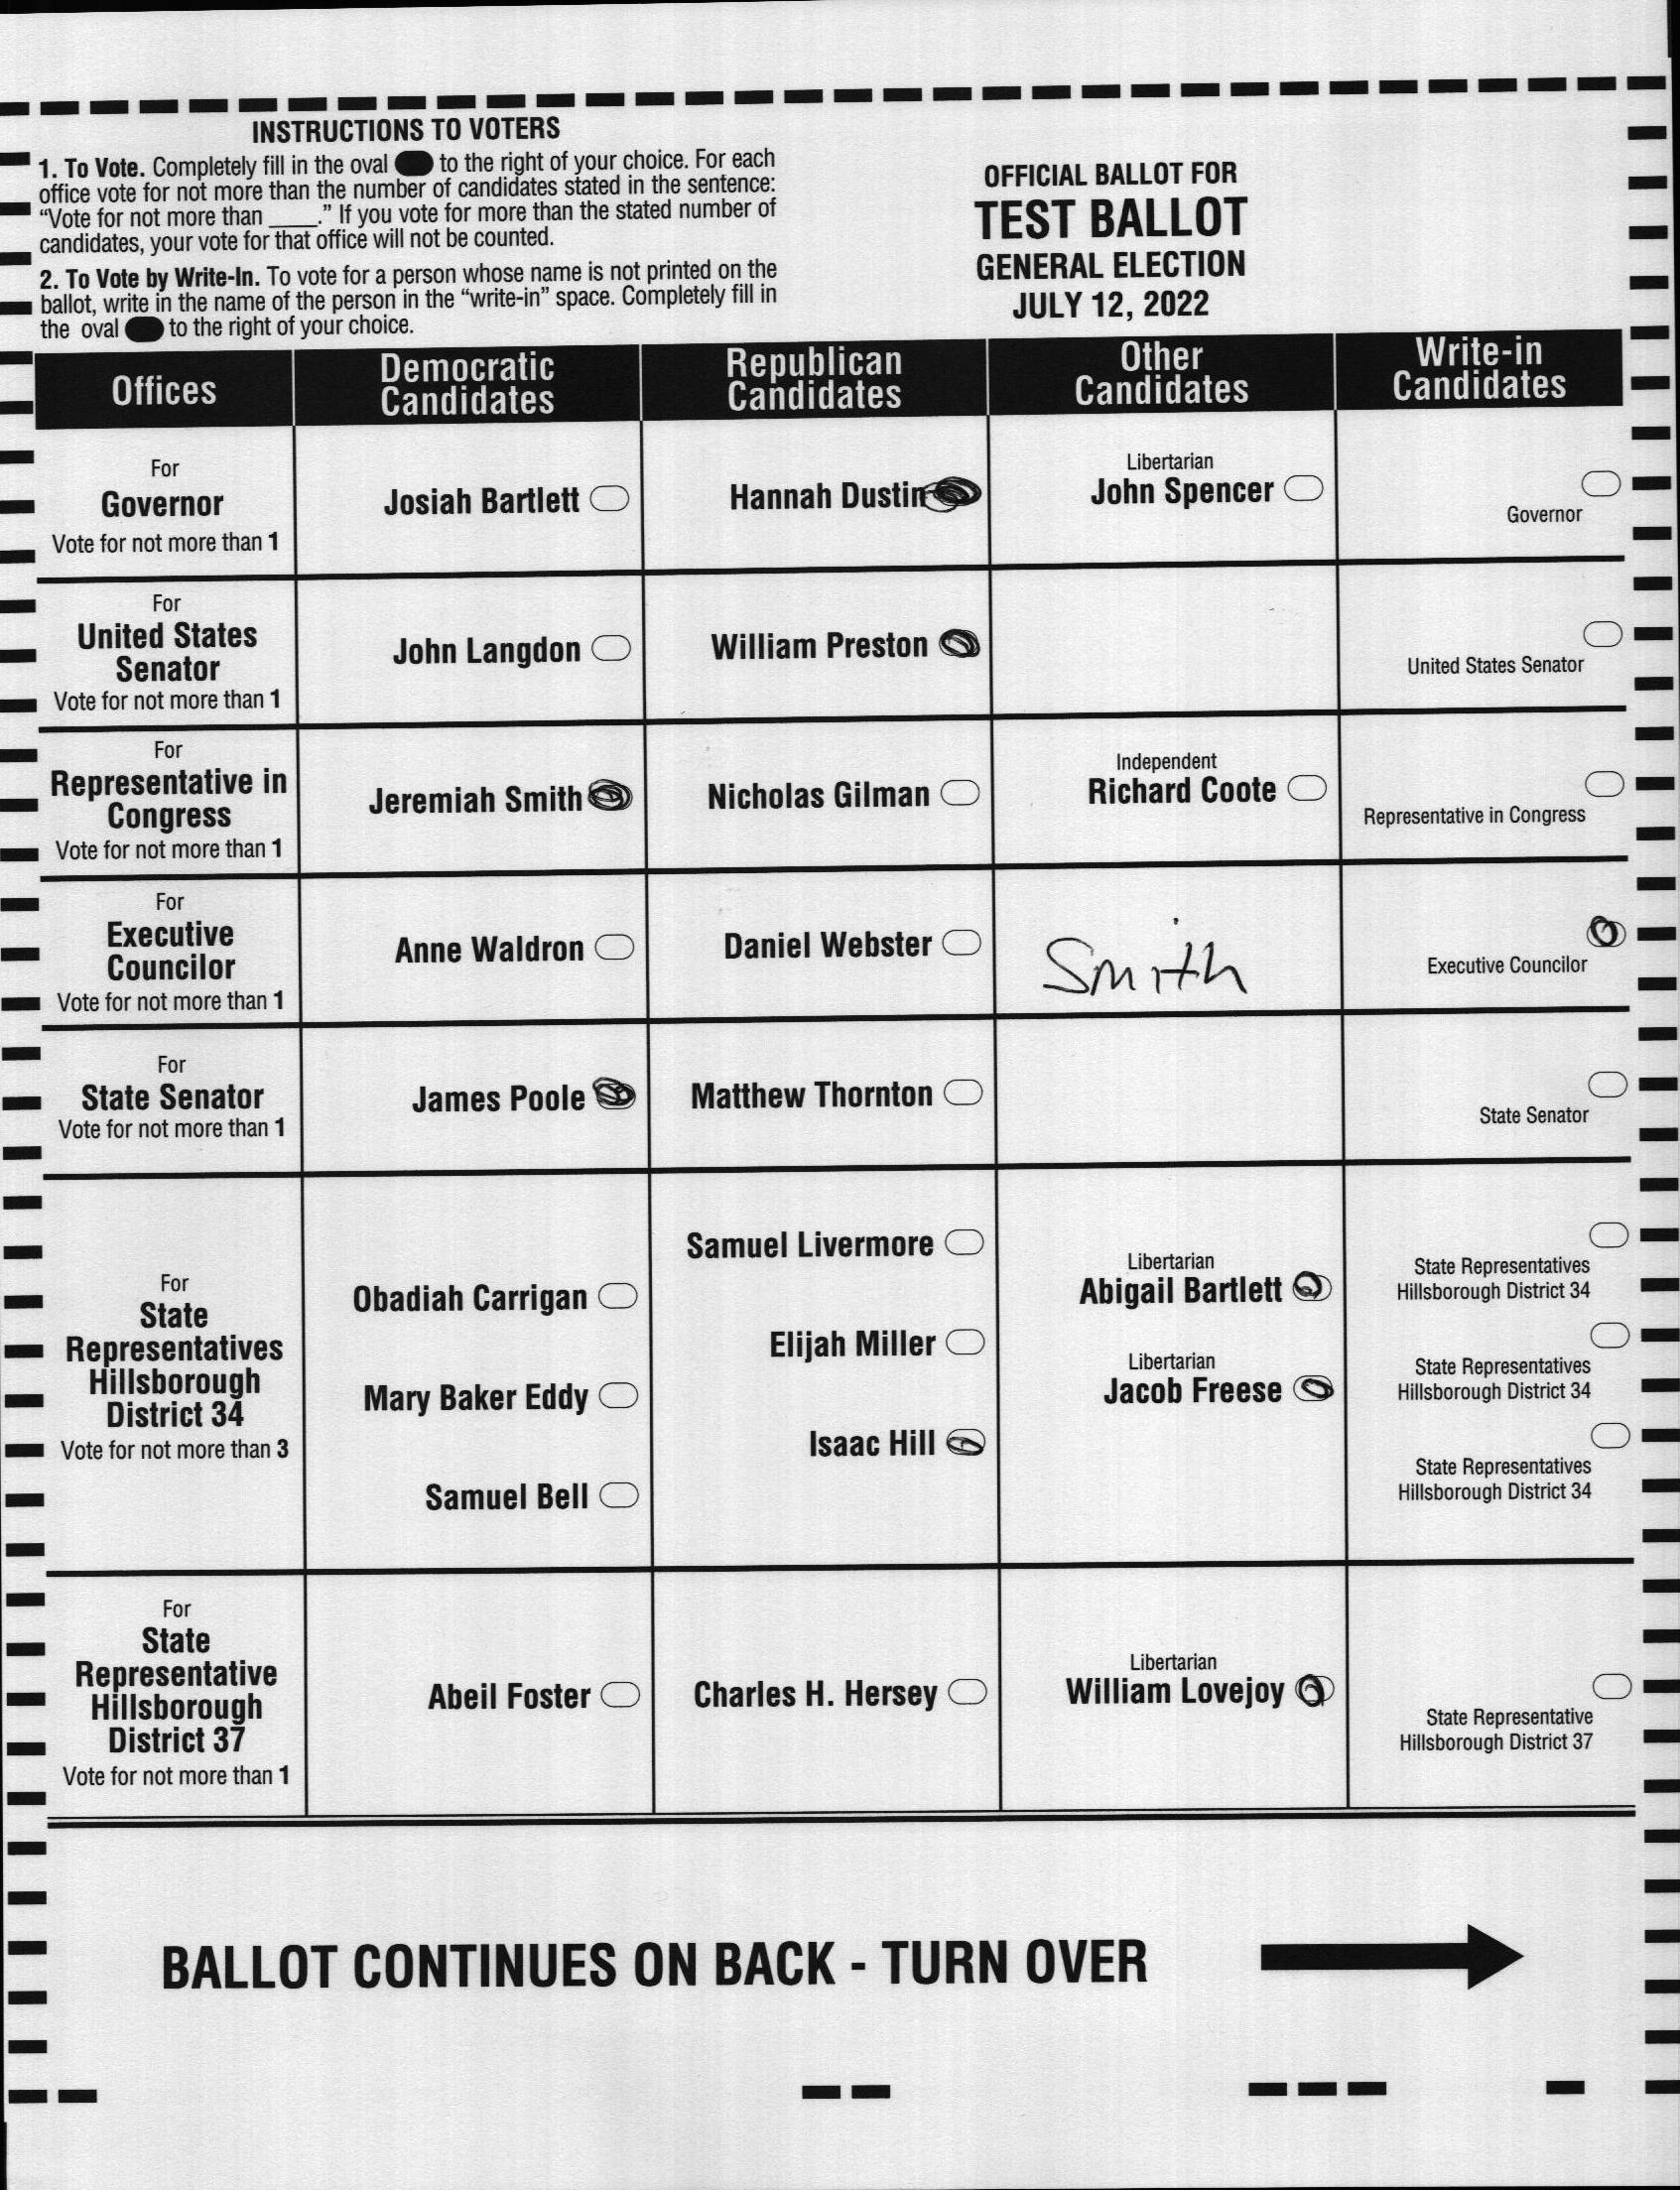 INSTRUCTIONS TO VOTERS
1. To Vote. Completely fill in the oval to the right of your choice. For each
office vote for not more than the number of candidates stated in the sentence:
“Vote for not more than ____.” If you vote for more than the stated number of
candidates, your vote for that office will not be counted.
2. To Vote by Write-In. To vote for a person whose name is not printed on the
ballot, write in the name of the person in the “write-in” space. Completely fill in
the oval to the right of your choice.
OFFICIAL BALLOT FOR
TEST BALLOT
GENERAL ELECTION
JULY 12, 2022
Offices
Democratic
Candidates
Republican
Candidates
Other
Candidates
Write-in
Candidates
For
Governor
Vote for not more than 1
Josiah Bartlett
Hannah Dustin
Libertarian
John Spencer
Governor
For
United States
Senator
Vote for not more than 1
John Langdon
William Preston
United States Senator
For
Representative in
Congress
Vote for not more than 1
Jeremiah Smith
Nicholas Gilman
Independent
Richard Coote
Representative in Congress
For
Executive
Councilor
Vote for not more than 1
Anne Waldron
Daniel Webster
Smith
Executive Councilor
For
State Senator
Vote for not more than 1
James Poole
Matthew Thornton
State Senator
For
State
Representatives
Hillsborough
District 34
Vote for not more than 3
Obadiah Carrigan
Mary Baker Eddy
Samuel Bell
Samuel Livermore
Elijah Miller
Isaac Hill
Libertarian
Abigail Bartlett
Libertarian
Jacob Freese
State Representatives
Hillsborough District 34
State Representatives
Hillsborough District 34
State Representatives
Hillsborough District 34
For
State
Representative
Hillsborough
District 37
Vote for not more than 1
Abeil Foster
Charles H. Hersey
Libertarian
William Lovejoy
State Representative
Hillsborough District 37
BALLOT CONTINUES ON BACK - TURN OVER